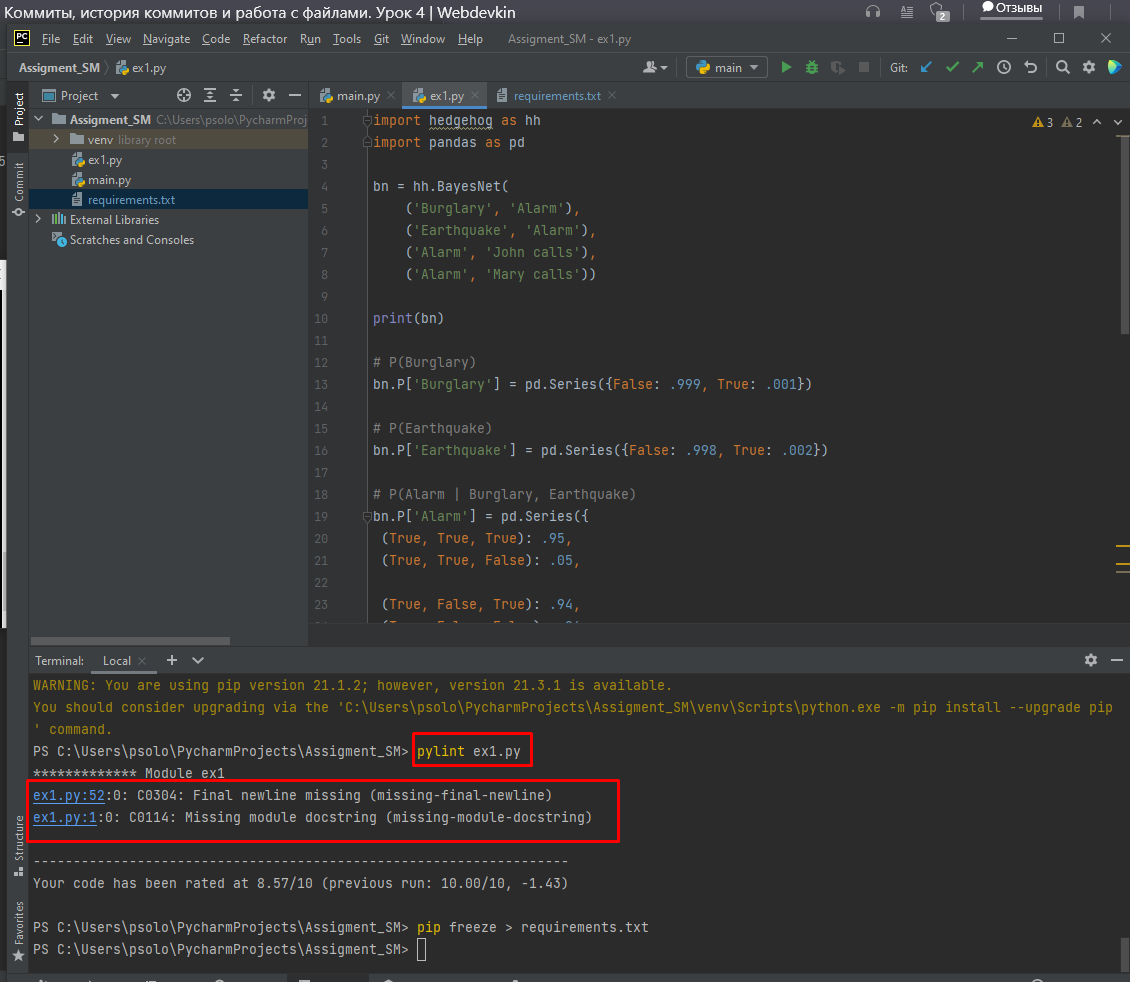 Коммиты, история коммитов и работа с файлами. Урок 4 | Webdevkin
2
Отзывы
PC File Edit View Navigate Code Refactor Run Tools Git Window Help Assigment_SM - ex1.py
Assigment_SM ex1.py main Git:
Project
Project
main.py ex1.py requirements.txt
Assigment_SM C:\Users\psolo\PycharmProj
venv library root
ex1.py
main.py
requirements.txt
External Libraries
Scratches and Consoles
Commit
3 2
1 import hedgehog as hh
2 import pandas as pd
3
4 bn = hh.BayesNet(
5 ('Burglary', 'Alarm'),
6 ('Earthquake', 'Alarm'),
7 ('Alarm', 'John calls'),
8 ('Alarm', 'Mary calls'))
9
10 print(bn)
11
12 # P(Burglary)
13 bn.P['Burglary'] = pd.Series({False: .999, True: .001})
14
15 # P(Earthquake)
16 bn.P['Earthquake'] = pd.Series({False: .998, True: .002})
17
18 # P(Alarm | Burglary, Earthquake)
19 bn.P['Alarm'] = pd.Series({
20 (True, True, True): .95,
21 (True, True, False): .05,
22
23 (True, False, True): .94,
Terminal: Local
WARNING: You are using pip version 21.1.2; however, version 21.3.1 is available.
You should consider upgrading via the 'C:\Users\psolo\PycharmProjects\Assigment_SM\venv\Scripts\python.exe -m pip install --upgrade pip
' command.
PS C:\Users\psolo\PycharmProjects\Assigment_SM> pylint ex1.py
************* Module ex1
ex1.py:52:0: C0304: Final newline missing (missing-final-newline)
ex1.py:1:0: C0114: Missing module docstring (missing-module-docstring)
-------------------------------------------------------------------
Your code has been rated at 8.57/10 (previous run: 10.00/10, -1.43)
PS C:\Users\psolo\PycharmProjects\Assigment_SM> pip freeze > requirements.txt
PS C:\Users\psolo\PycharmProjects\Assigment_SM>
Structure
Favorites